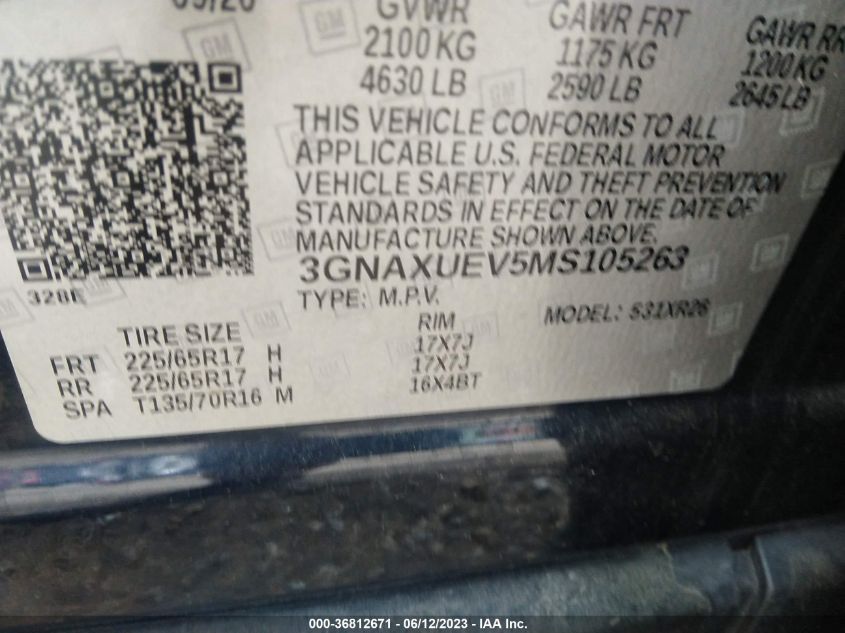 GVWR GAWR FRT GAWR RR
2100 KG 1175 KG 1200 KG
4630 LB 2590 LB 2645 LB
THIS VEHICLE CONFORMS TO ALL
APPLICABLE U.S. FEDERAL MOTOR
VEHICLE SAFETY AND THEFT PREVENTION
STANDARDS IN EFFECT ON THE DATE OF
MANUFACTURE SHOWN ABOVE.
3GNAXUEV5MS105263
TYPE: M.P.V. MODEL: 531XR26
TIRE SIZE RIM
FRT 225/65R17 H 17X7J
RR 225/65R17 H 17X7J
SPA T135/70R16 M 16X4BT
GM
000-36812671 - 06/12/2023 - IAA Inc.